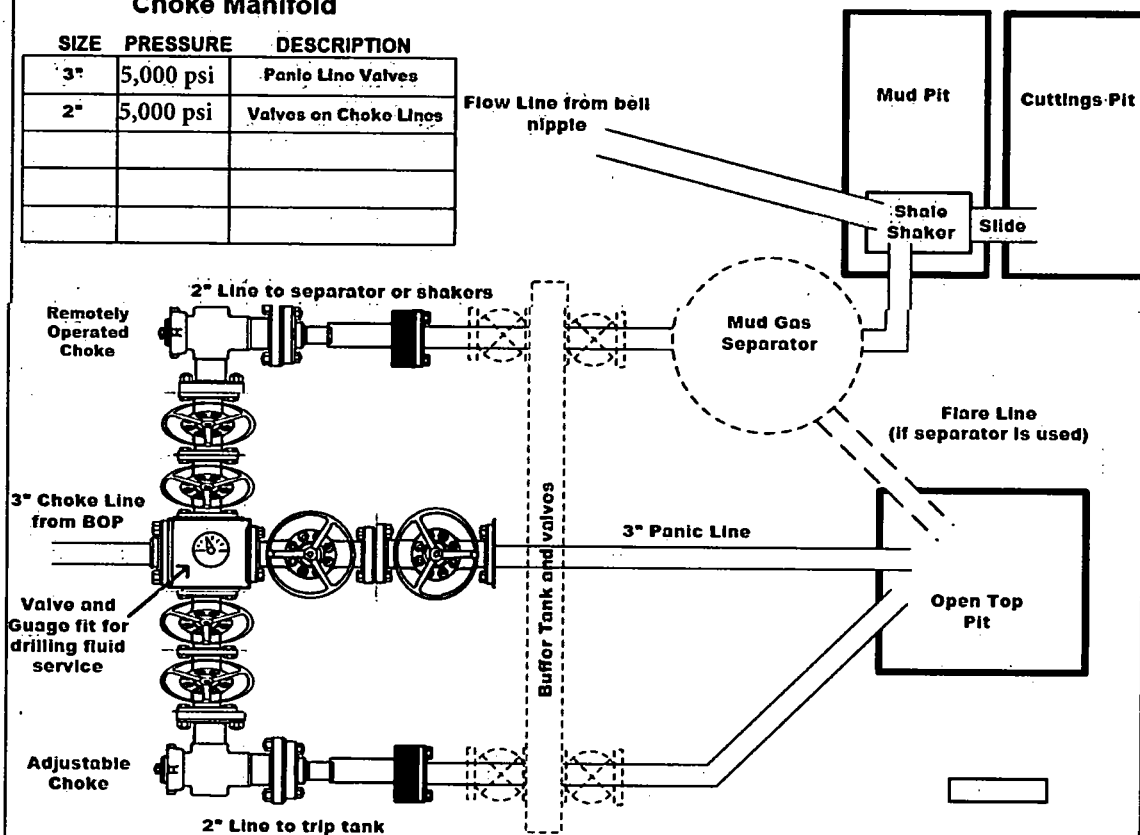 Choke Manifold
SIZE PRESSURE DESCRIPTION
3" 5,000 psi Panic Line Valves
2" 5,000 psi Valves on Choke Lines
Flow Line from bell
nipple
Mud Pit
Cuttings Pit
Shale
Shaker
Slide
2" Line to separator or shakers
Remotely
Operated
Choke
Mud Gas
Separator
Flare Line
(if separator is used)
3" Choke Line
from BOP
3" Panic Line
Buffer Tank and valves
Valve and
Guage fit for
drilling fluid
service
Open Top
Pit
Adjustable
Choke
2" Line to trip tank